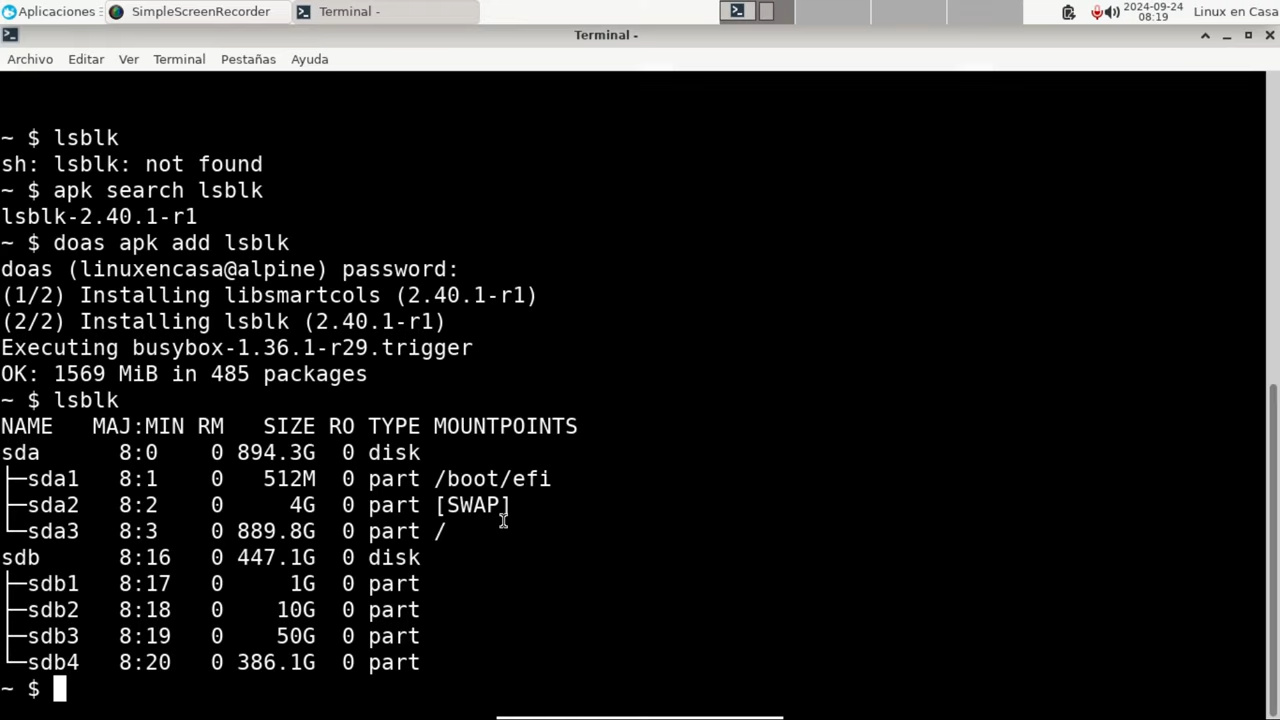 Aplicaciones SimpleScreenRecorder Terminal - 2024-09-24 Linux en Casa
08:19
Terminal -
Archivo Editar Ver Terminal Pestañas Ayuda
~ $ lsblk
sh: lsblk: not found
~ $ apk search lsblk
lsblk-2.40.1-r1
~ $ doas apk add lsblk
doas (linuxencasa@alpine) password:
(1/2) Installing libsmartcols (2.40.1-r1)
(2/2) Installing lsblk (2.40.1-r1)
Executing busybox-1.36.1-r29.trigger
OK: 1569 MiB in 485 packages
~ $ lsblk
NAME   MAJ:MIN RM   SIZE RO TYPE MOUNTPOINTS
sda      8:0    0 894.3G  0 disk
├─sda1   8:1    0   512M  0 part /boot/efi
├─sda2   8:2    0     4G  0 part [SWAP]
└─sda3   8:3    0 889.8G  0 part /
sdb      8:16   0 447.1G  0 disk
├─sdb1   8:17   0     1G  0 part
├─sdb2   8:18   0    10G  0 part
├─sdb3   8:19   0    50G  0 part
└─sdb4   8:20   0 386.1G  0 part
~ $